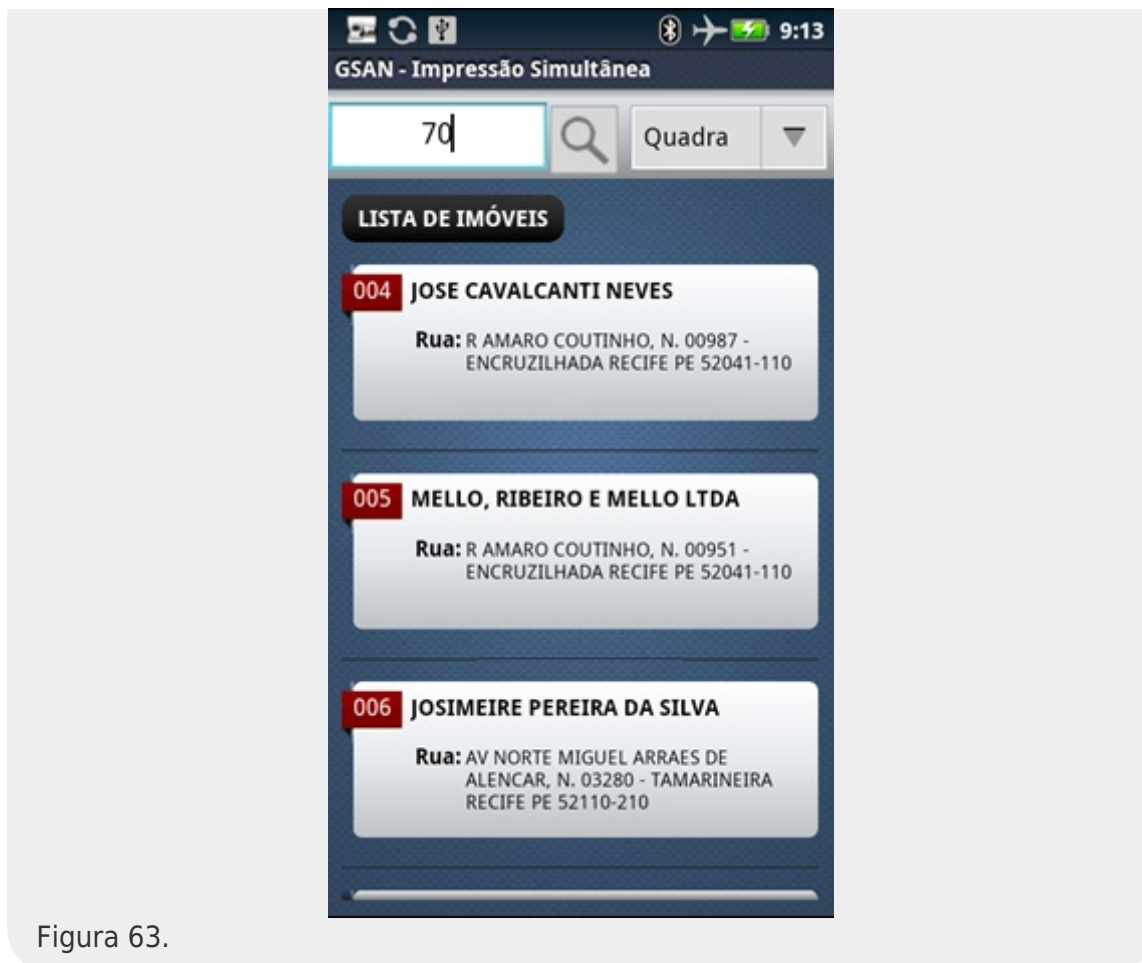 9:13
GSAN - Impressão Simultânea
70
Quadra
LISTA DE IMÓVEIS
004 JOSE CAVALCANTI NEVES
Rua: R AMARO COUTINHO, N. 00987 -
ENCRUZILHADA RECIFE PE 52041-110
005 MELLO, RIBEIRO E MELLO LTDA
Rua: R AMARO COUTINHO, N. 00951 -
ENCRUZILHADA RECIFE PE 52041-110
006 JOSIMEIRE PEREIRA DA SILVA
Rua: AV NORTE MIGUEL ARRAES DE
ALENCAR, N. 03280 - TAMARINEIRA
RECIFE PE 52110-210
Figura 63.